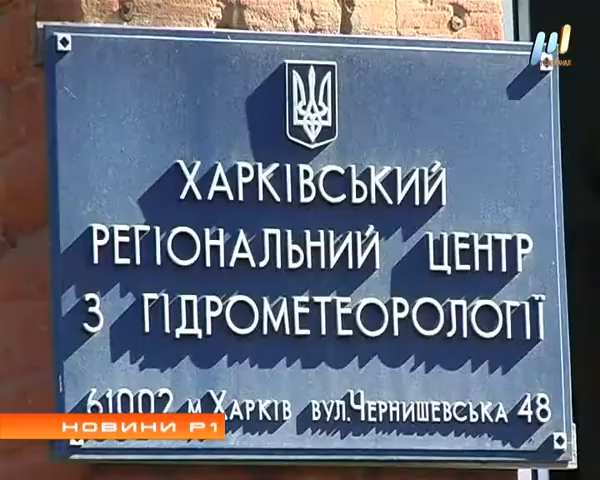 ХАРКІВСЬКИЙ
РЕГІОНАЛЬНИЙ ЦЕНТР
З ГІДРОМЕТЕОРОЛОГІЇ
61002 м.Харків вул.Чернишевська 48
НОВИНИ Р1